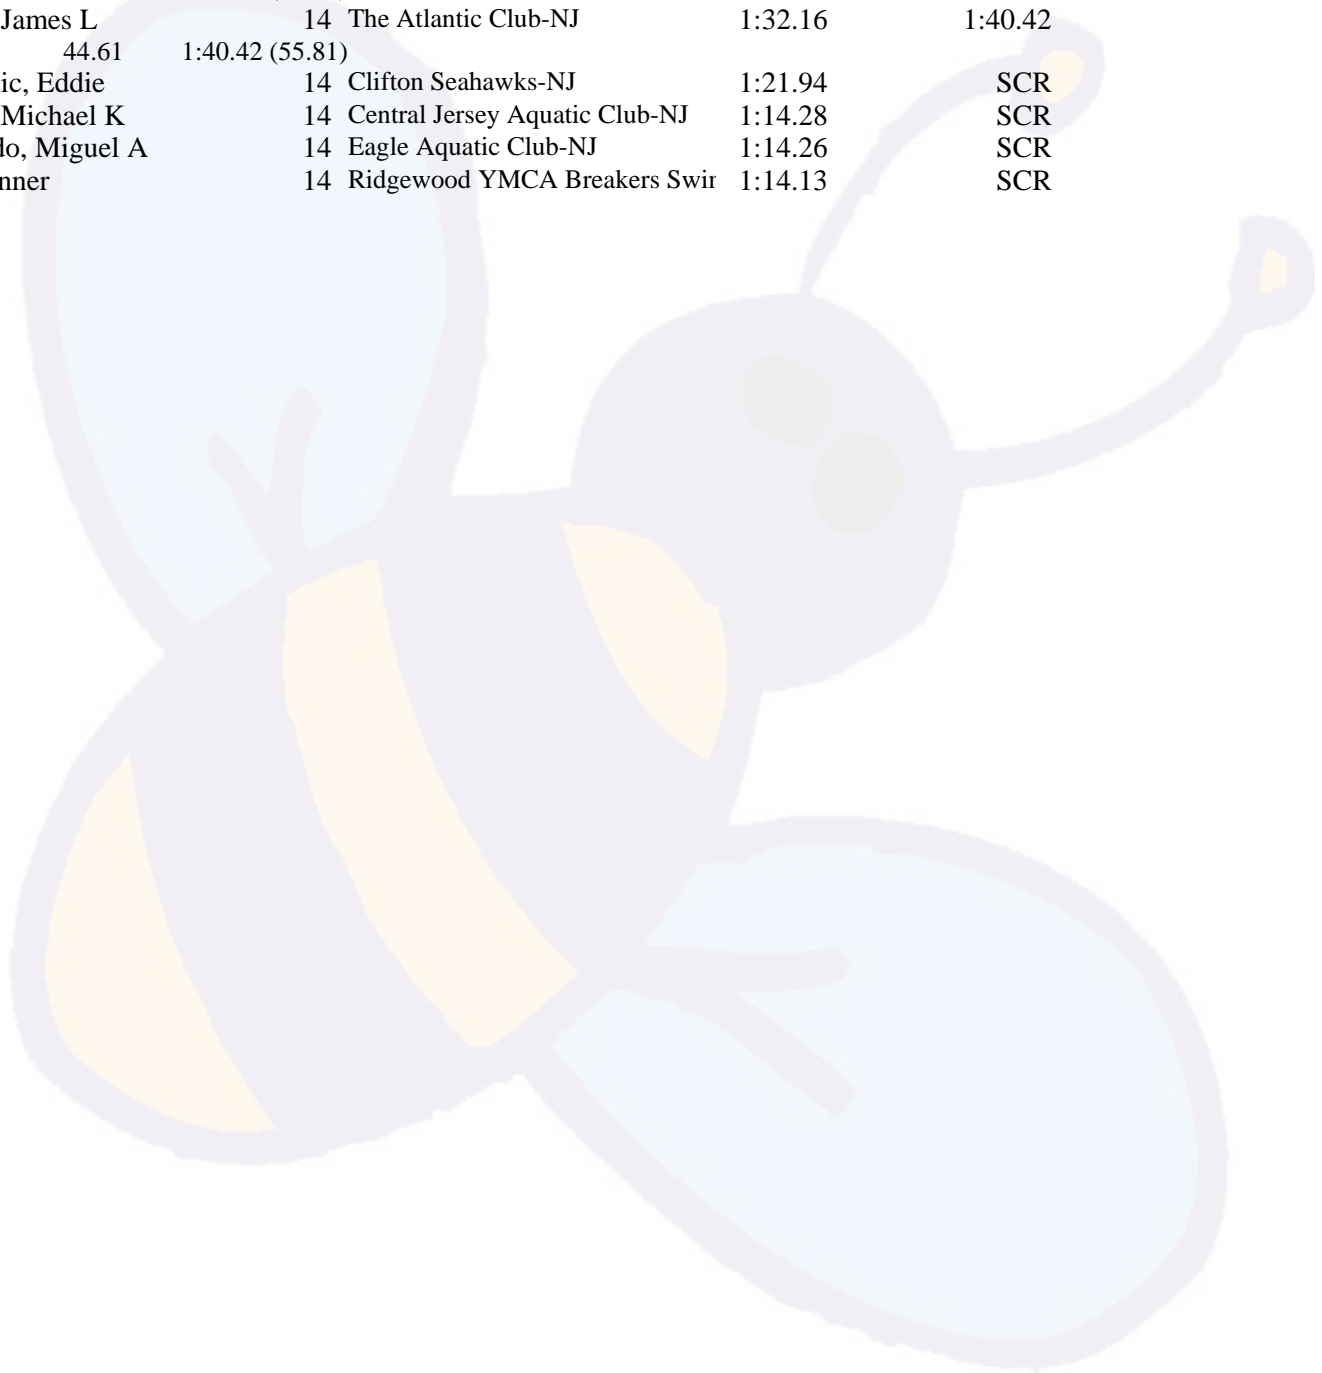 James L 14 The Atlantic Club-NJ 1:32.16 1:40.42
44.61 1:40.42 (55.81)
ic, Eddie 14 Clifton Seahawks-NJ 1:21.94 SCR
Michael K 14 Central Jersey Aquatic Club-NJ 1:14.28 SCR
do, Miguel A 14 Eagle Aquatic Club-NJ 1:14.26 SCR
nner 14 Ridgewood YMCA Breakers Swir 1:14.13 SCR